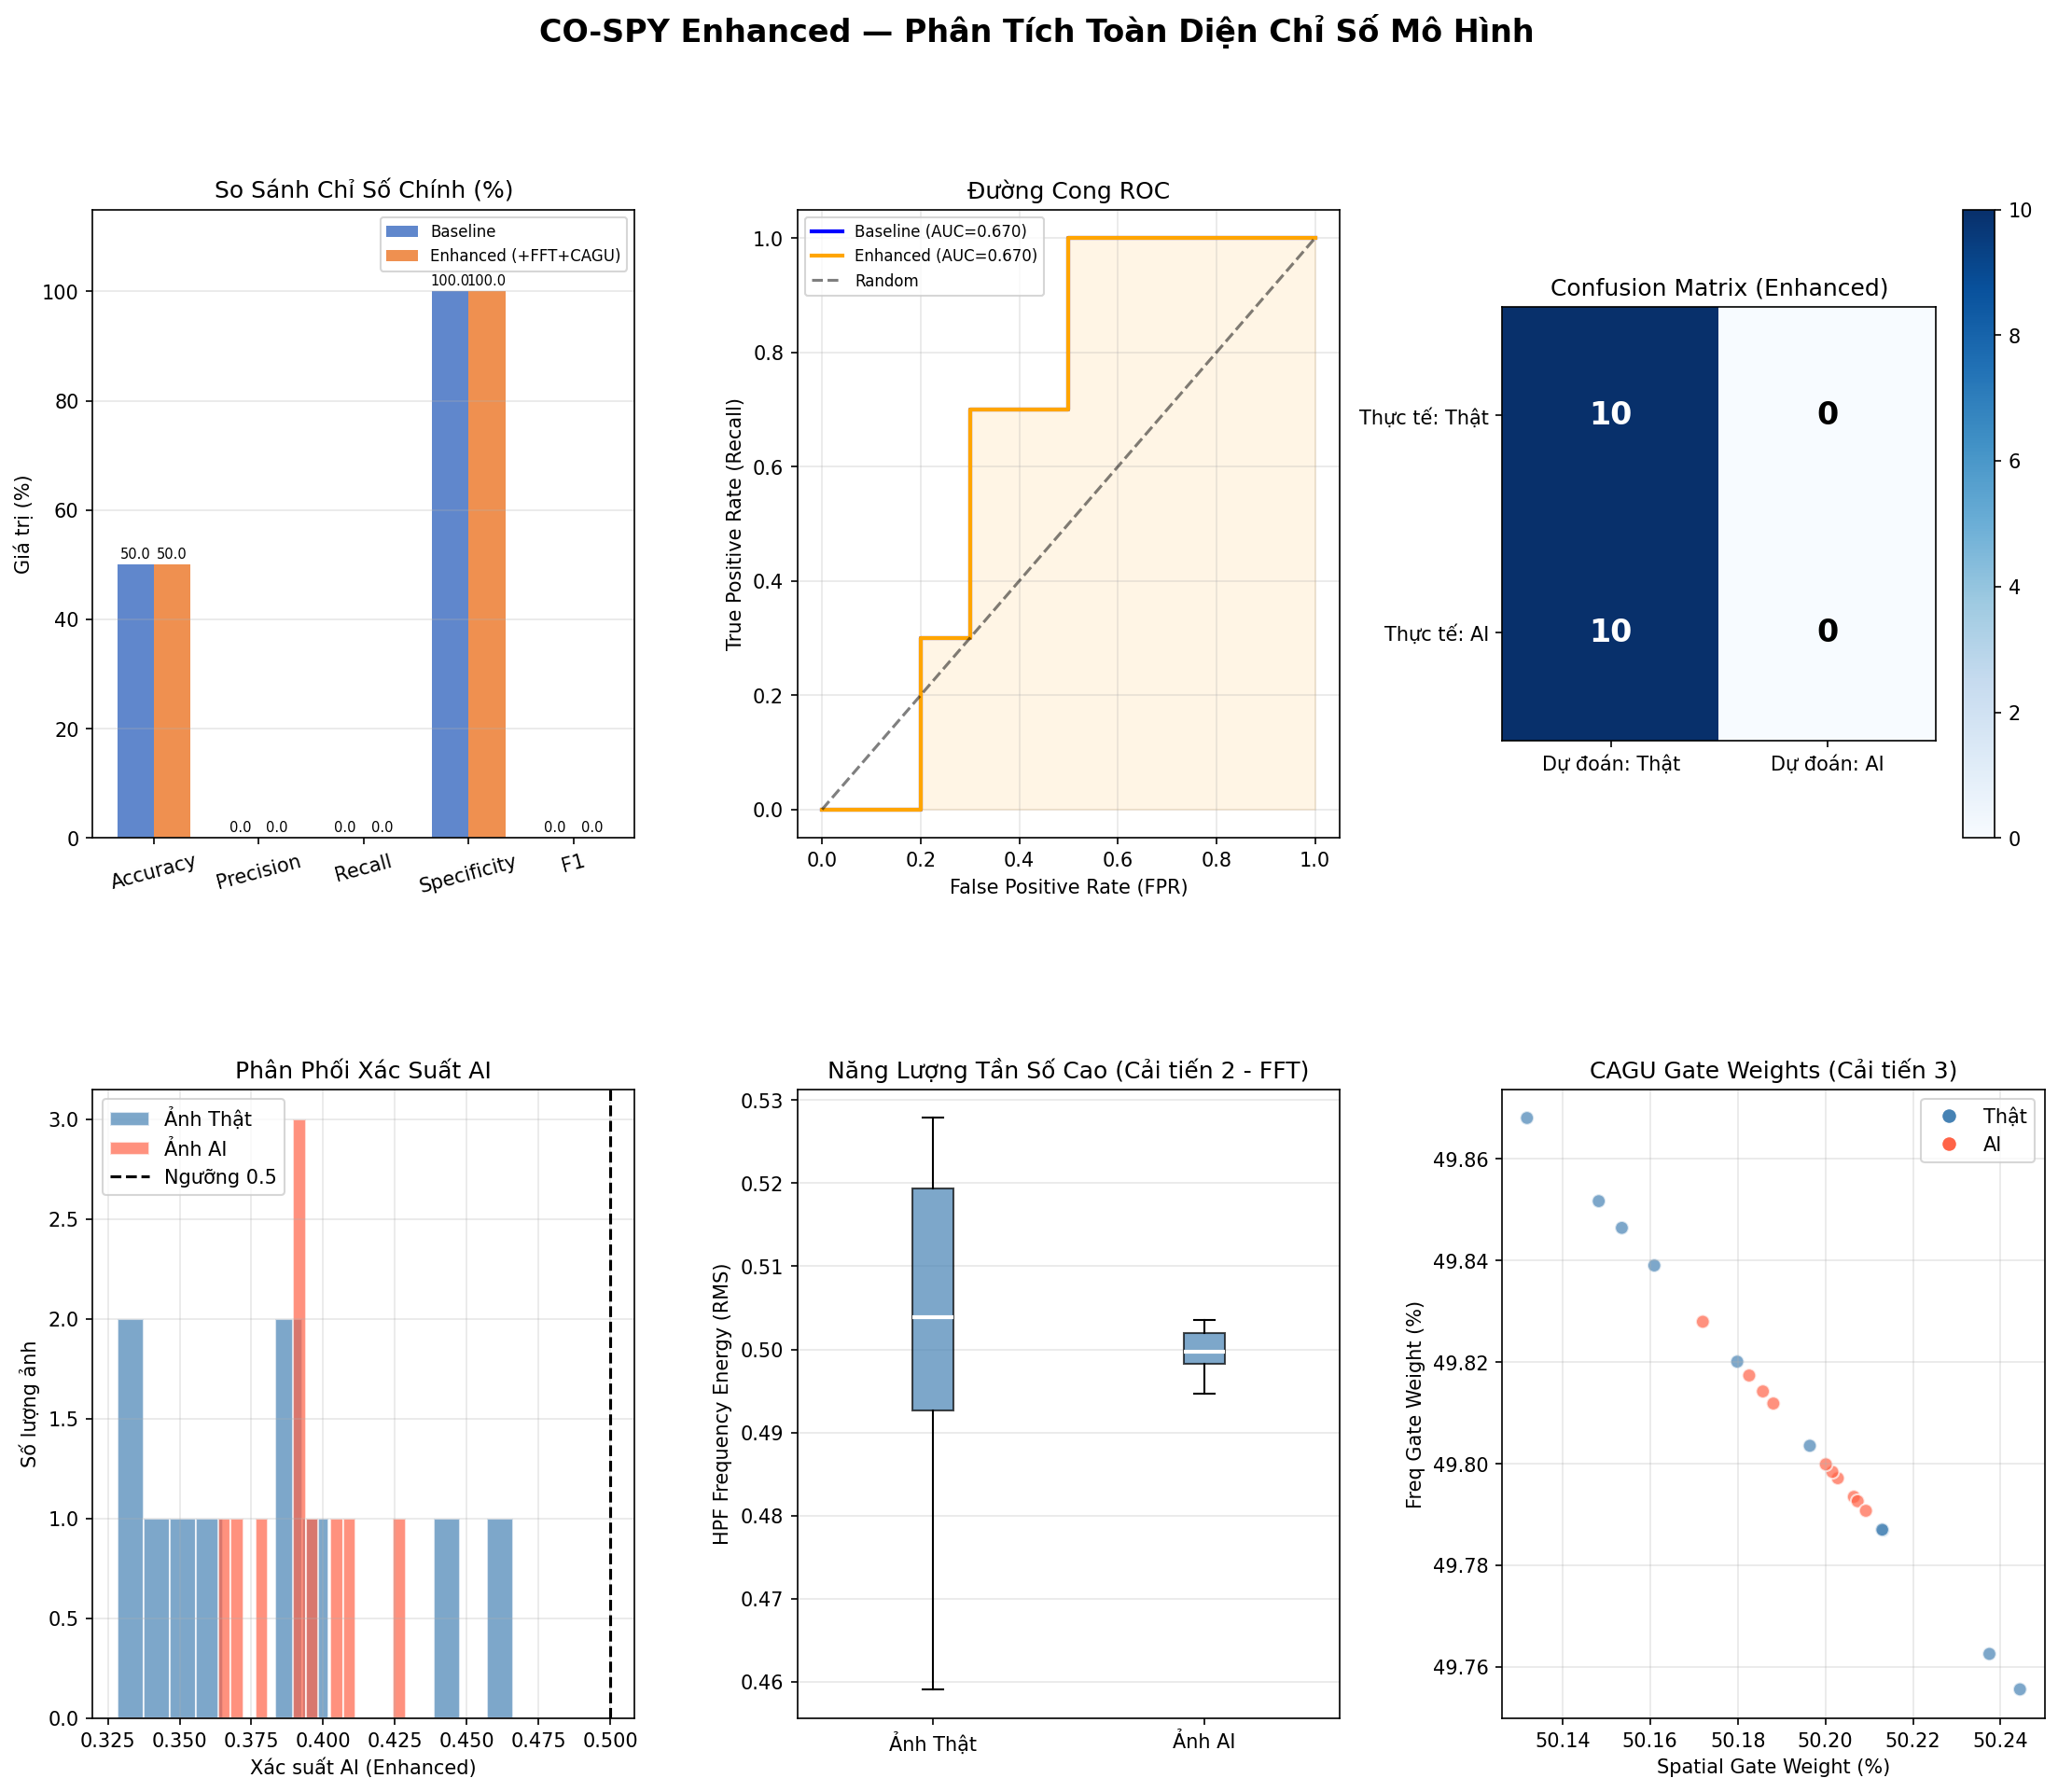 CO-SPY Enhanced — Phân Tích Toàn Diện Chỉ Số Mô Hình
So Sánh Chỉ Số Chính (%)
Baseline
Enhanced (+FFT+CAGU)
Giá trị (%)
100
80
60
40
20
0
50.0 50.0
0.0 0.0
0.0 0.0
100.0 100.0
0.0 0.0
Accuracy
Precision
Recall
Specificity
F1
Đường Cong ROC
Baseline (AUC=0.670)
Enhanced (AUC=0.670)
Random
True Positive Rate (Recall)
1.0
0.8
0.6
0.4
0.2
0.0
0.0 0.2 0.4 0.6 0.8 1.0
False Positive Rate (FPR)
Confusion Matrix (Enhanced)
Thực tế: Thật
10 0
Thực tế: AI
10 0
Dự đoán: Thật Dự đoán: AI
10
8
6
4
2
0
Phân Phối Xác Suất AI
Ảnh Thật
Ảnh AI
Ngưỡng 0.5
Số lượng ảnh
3.0
2.5
2.0
1.5
1.0
0.5
0.0
0.325 0.350 0.375 0.400 0.425 0.450 0.475 0.500
Xác suất AI (Enhanced)
Năng Lượng Tần Số Cao (Cải tiến 2 - FFT)
HPF Frequency Energy (RMS)
0.53
0.52
0.51
0.50
0.49
0.48
0.47
0.46
Ảnh Thật Ảnh AI
CAGU Gate Weights (Cải tiến 3)
Thật
AI
Freq Gate Weight (%)
49.86
49.84
49.82
49.80
49.78
49.76
50.14 50.16 50.18 50.20 50.22 50.24
Spatial Gate Weight (%)